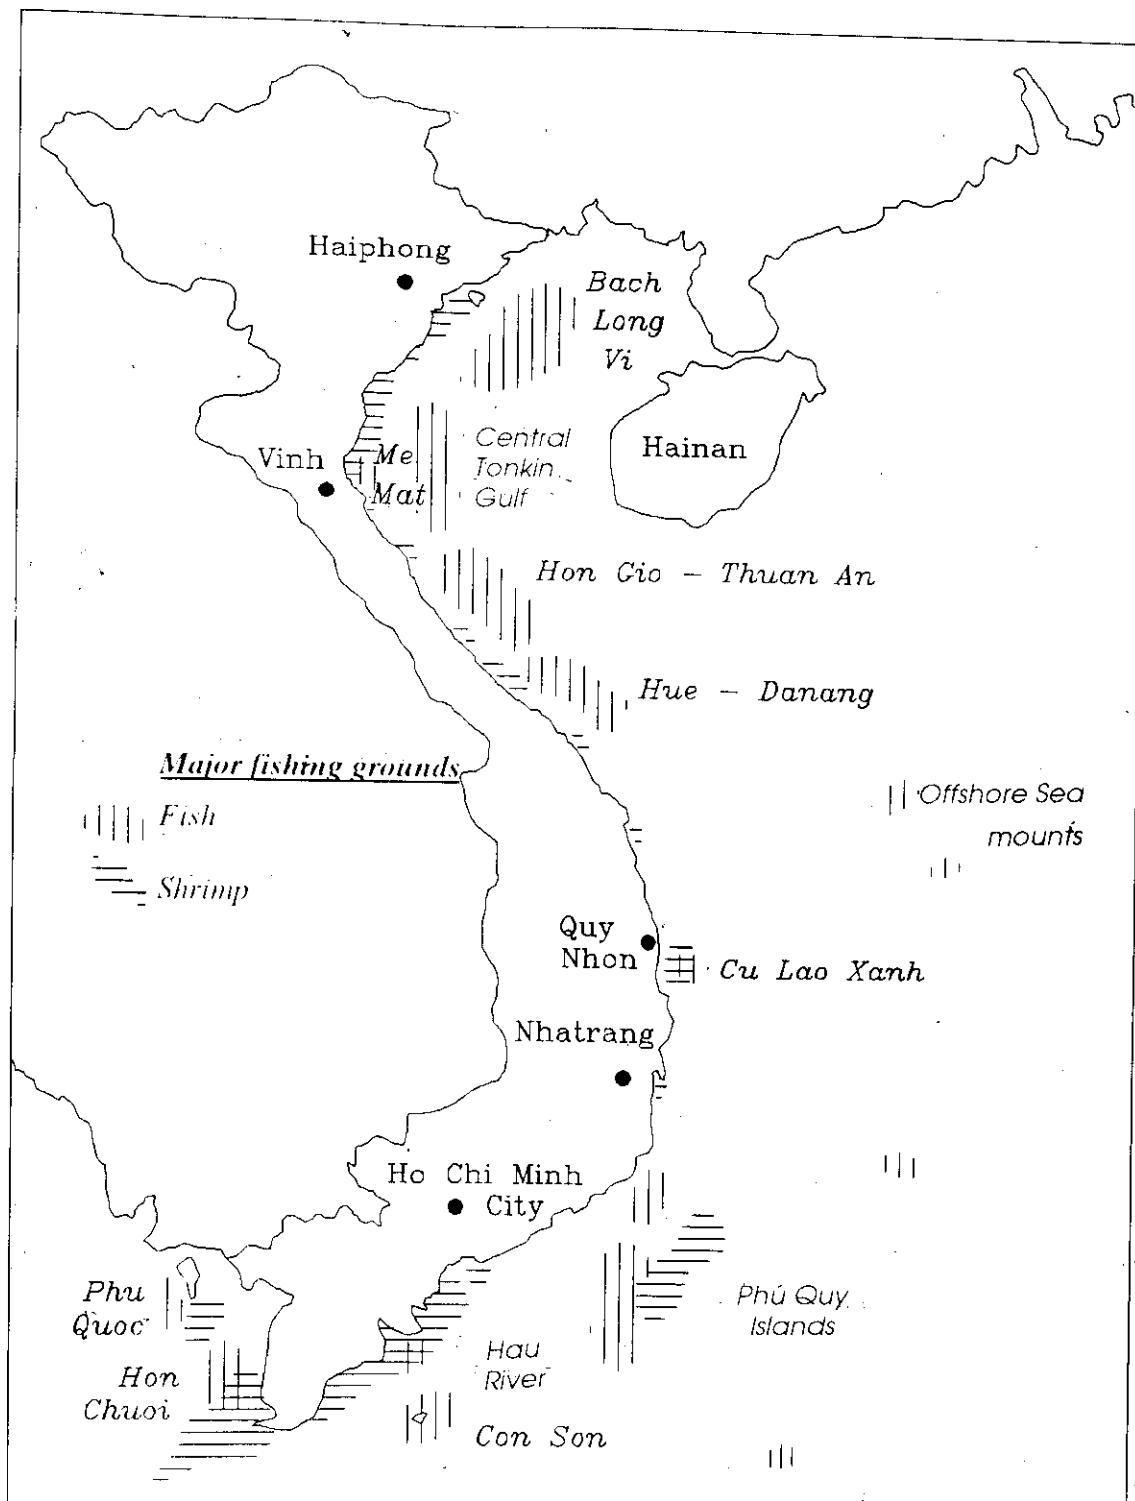 Haiphong
Bach
Long
Vi
Central
Tonkin
Gulf
Hainan
Vinh
Me
Mat
Hon Gio - Thuan An
Hue - Danang
Major fishing grounds
Fish
Shrimp
Offshore Sea
mounts
Quy
Nhon
Cu Lao Xanh
Nhatrang
Ho Chi Minh
City
Phu
Quoc
Phú Quy
Islands
Hau
River
Hon
Chuoi
Con Son